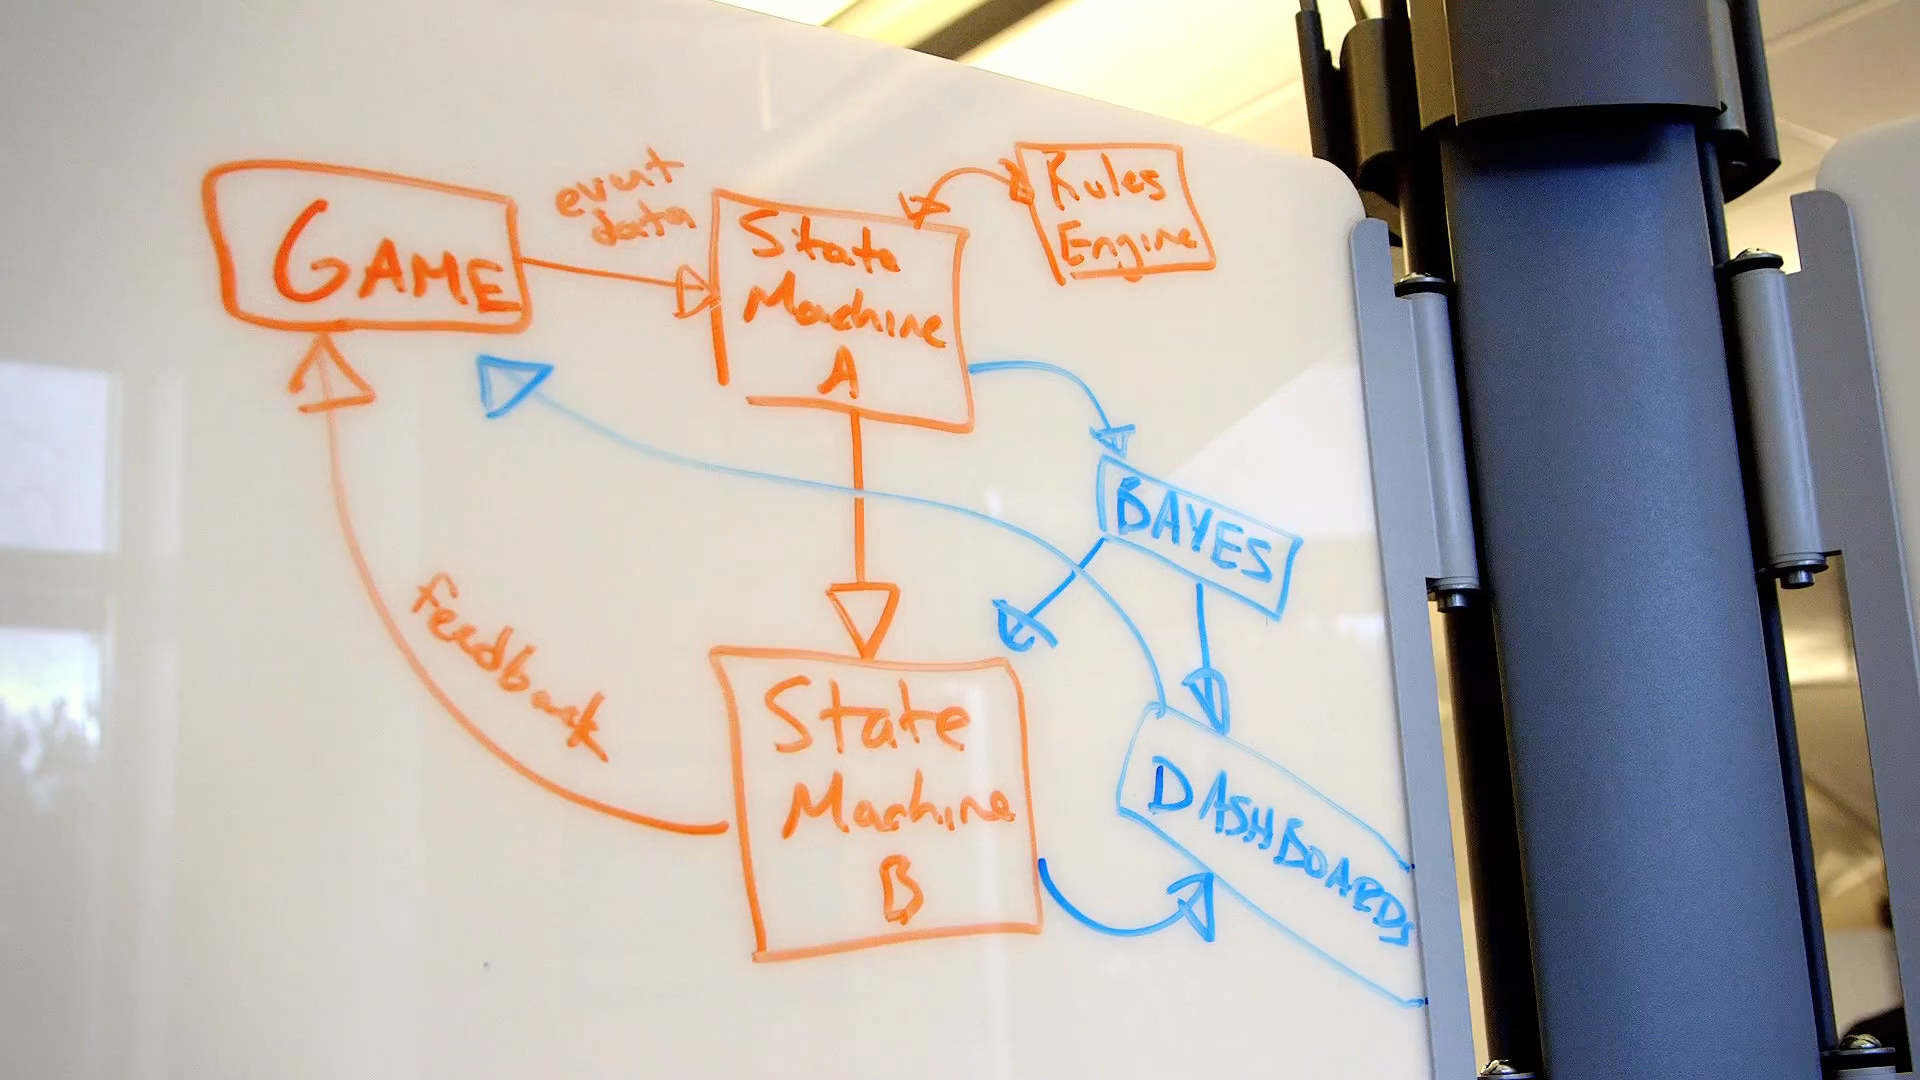 GAME
event
data
State
Machine
A
Rules
Engine
BAYES
feedback
State
Machine
B
DASHBOARDS